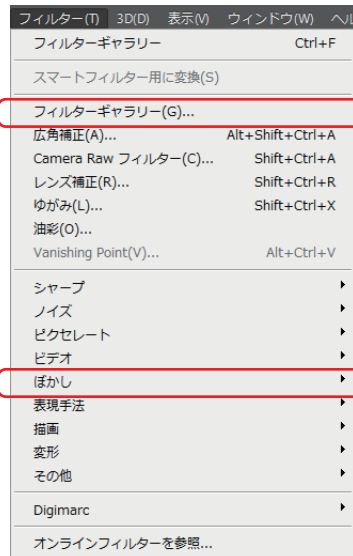 フィルター(T) 3D(D) 表示(V) ウィンドウ(W)
フィルターギャラリー Ctrl+F
スマートフィルター用に変換(S)
フィルターギャラリー(G)...
広角補正(A)... Alt+Shift+Ctrl+A
Camera Raw フィルター(C)... Shift+Ctrl+A
レンズ補正(R)... Shift+Ctrl+R
ゆがみ(L)... Shift+Ctrl+X
油彩(O)...
Vanishing Point(V)... Alt+Ctrl+V
シャープ
ノイズ
ピクセレート
ビデオ
ぼかし
表現手法
描画
変形
その他
Digimarc
オンラインフィルターを参照...